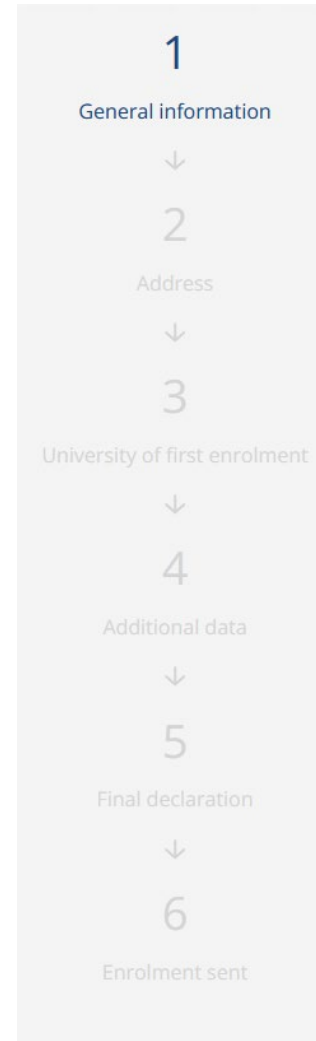 1
General information
↓
2
Address
↓
3
University of first enrolment
↓
4
Additional data
↓
5
Final declaration
↓
6
Enrolment sent